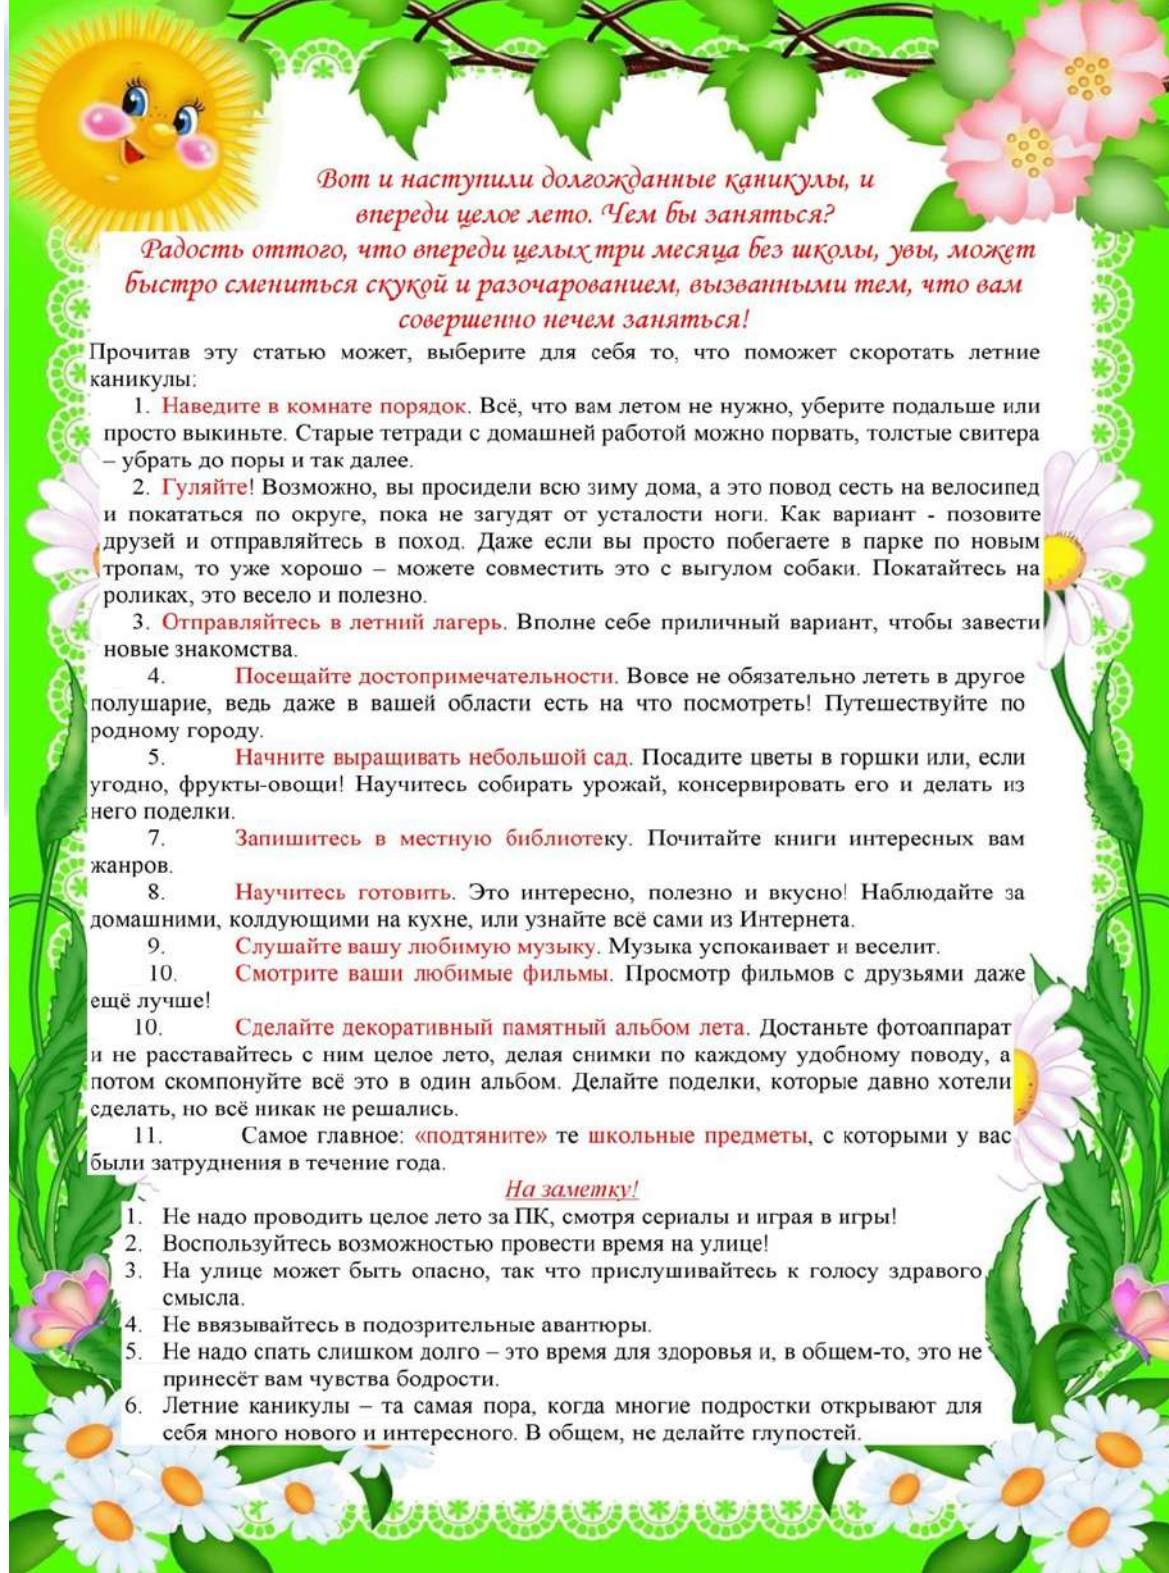 Вот и наступили долгожданные каникулы, и
впереди целое лето. Чем бы заняться?
Радость оттого, что впереди целых три месяца без школы, увы, может
быстро смениться скукой и разочарованием, вызванными тем, что вам
совершенно нечем заняться!
Прочитав эту статью может, выберите для себя то, что поможет скоротать летние
каникулы:
1. Наведите в комнате порядок. Всё, что вам летом не нужно, уберите подальше или
просто выкиньте. Старые тетради с домашней работой можно порвать, толстые свитера
– убрать до поры и так далее.
2. Гуляйте! Возможно, вы просидели всю зиму дома, а это повод сесть на велосипед
и покататься по округе, пока не загудят от усталости ноги. Как вариант - позовите
друзей и отправляйтесь в поход. Даже если вы просто побегаете в парке по новым
тропам, то уже хорошо – можете совместить это с выгулом собаки. Покатайтесь на
роликах, это весело и полезно.
3. Отправляйтесь в летний лагерь. Вполне себе приличный вариант, чтобы завести
новые знакомства.
4. Посещайте достопримечательности. Вовсе не обязательно лететь в другое
полушарие, ведь даже в вашей области есть на что посмотреть! Путешествуйте по
родному городу.
5. Начните выращивать небольшой сад. Посадите цветы в горшки или, если
угодно, фрукты-овощи! Научитесь собирать урожай, консервировать его и делать из
него поделки.
7. Запишитесь в местную библиотеку. Почитайте книги интересных вам
жанров.
8. Научитесь готовить. Это интересно, полезно и вкусно! Наблюдайте за
домашними, колдующими на кухне, или узнайте всё сами из Интернета.
9. Слушайте вашу любимую музыку. Музыка успокаивает и веселит.
10. Смотрите ваши любимые фильмы. Просмотр фильмов с друзьями даже
ещё лучше!
10. Сделайте декоративный памятный альбом лета. Достаньте фотоаппарат
и не расставайтесь с ним целое лето, делая снимки по каждому удобному поводу, а
потом скомпонуйте всё это в один альбом. Делайте поделки, которые давно хотели
сделать, но всё никак не решались.
11. Самое главное: «подтяните» те школьные предметы, с которыми у вас
были затруднения в течение года.
На заметку!
1. Не надо проводить целое лето за ПК, смотря сериалы и играя в игры!
2. Воспользуйтесь возможностью провести время на улице!
3. На улице может быть опасно, так что прислушивайтесь к голосу здравого
смысла.
4. Не ввязывайтесь в подозрительные авантюры.
5. Не надо спать слишком долго – это время для здоровья и, в общем-то, это не
принесёт вам чувства бодрости.
6. Летние каникулы – та самая пора, когда многие подростки открывают для
себя много нового и интересного. В общем, не делайте глупостей.